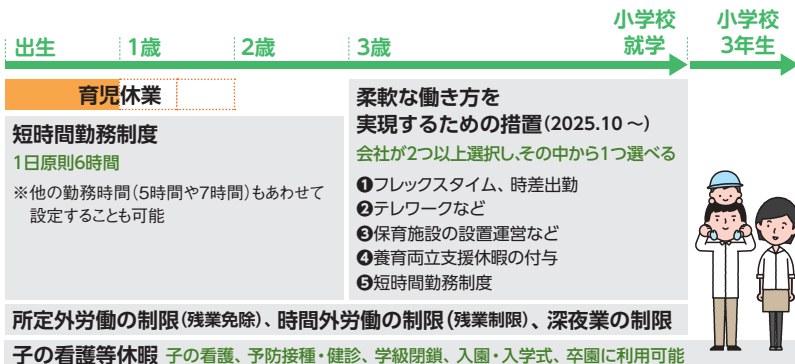 出生
1歳
2歳
3歳
小学校
就学
小学校
3年生
育児休業
短時間勤務制度
1日原則6時間
※他の勤務時間（5時間や7時間）もあわせて
設定することも可能
柔軟な働き方を
実現するための措置（2025.10～）
会社が2つ以上選択し、その中から1つ選べる
❶フレックスタイム、時差出勤
❷テレワークなど
❸保育施設の設置運営など
❹養育両立支援休暇の付与
❺短時間勤務制度
所定外労働の制限（残業免除）、時間外労働の制限（残業制限）、深夜業の制限
子の看護等休暇 子の看護、予防接種・健診、学級閉鎖、入園・入学式、卒園に利用可能